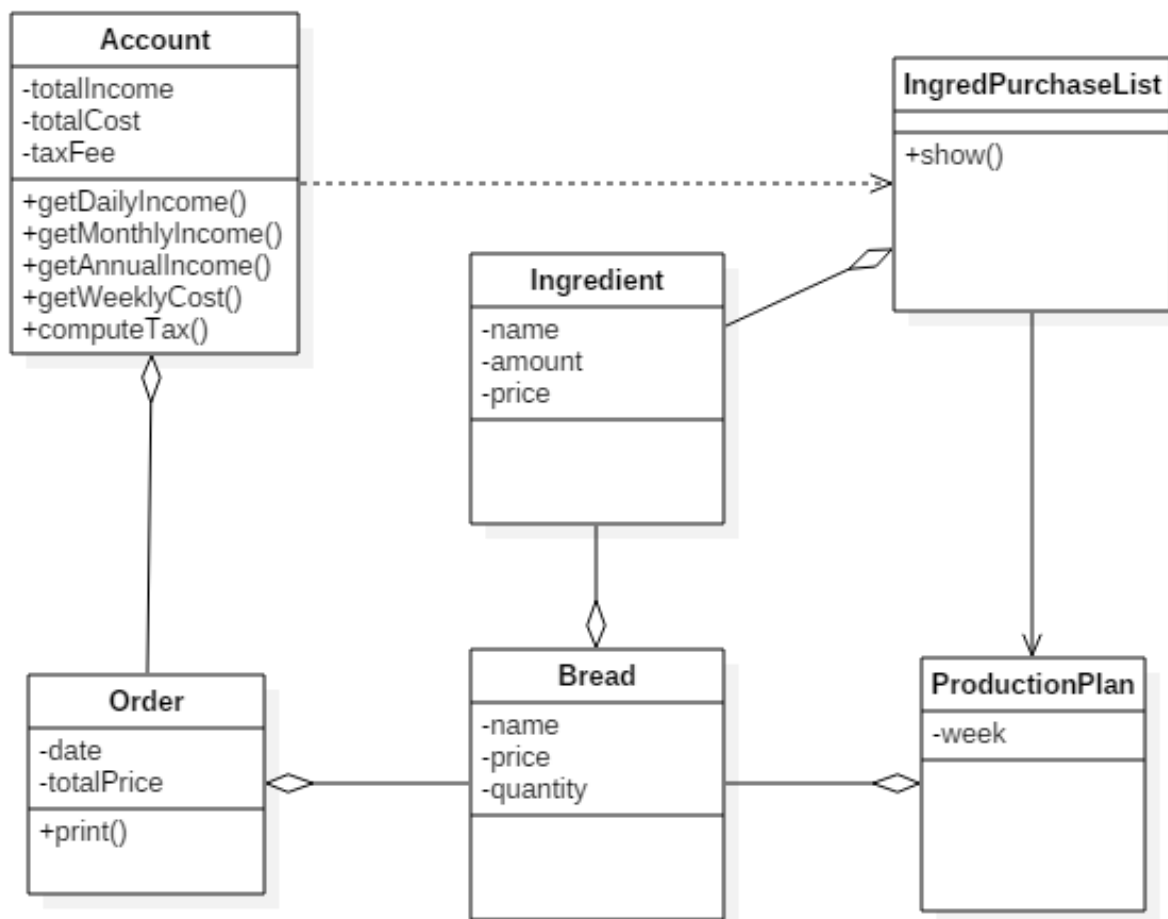 Account
-totalIncome
-totalCost
-taxFee
+getDailyIncome()
+getMonthlyIncome()
+getAnnualIncome()
+getWeeklyCost()
+computeTax()
IngredPurchaseList
+show()
Ingredient
-name
-amount
-price
Order
-date
-totalPrice
+print()
Bread
-name
-price
-quantity
ProductionPlan
-week